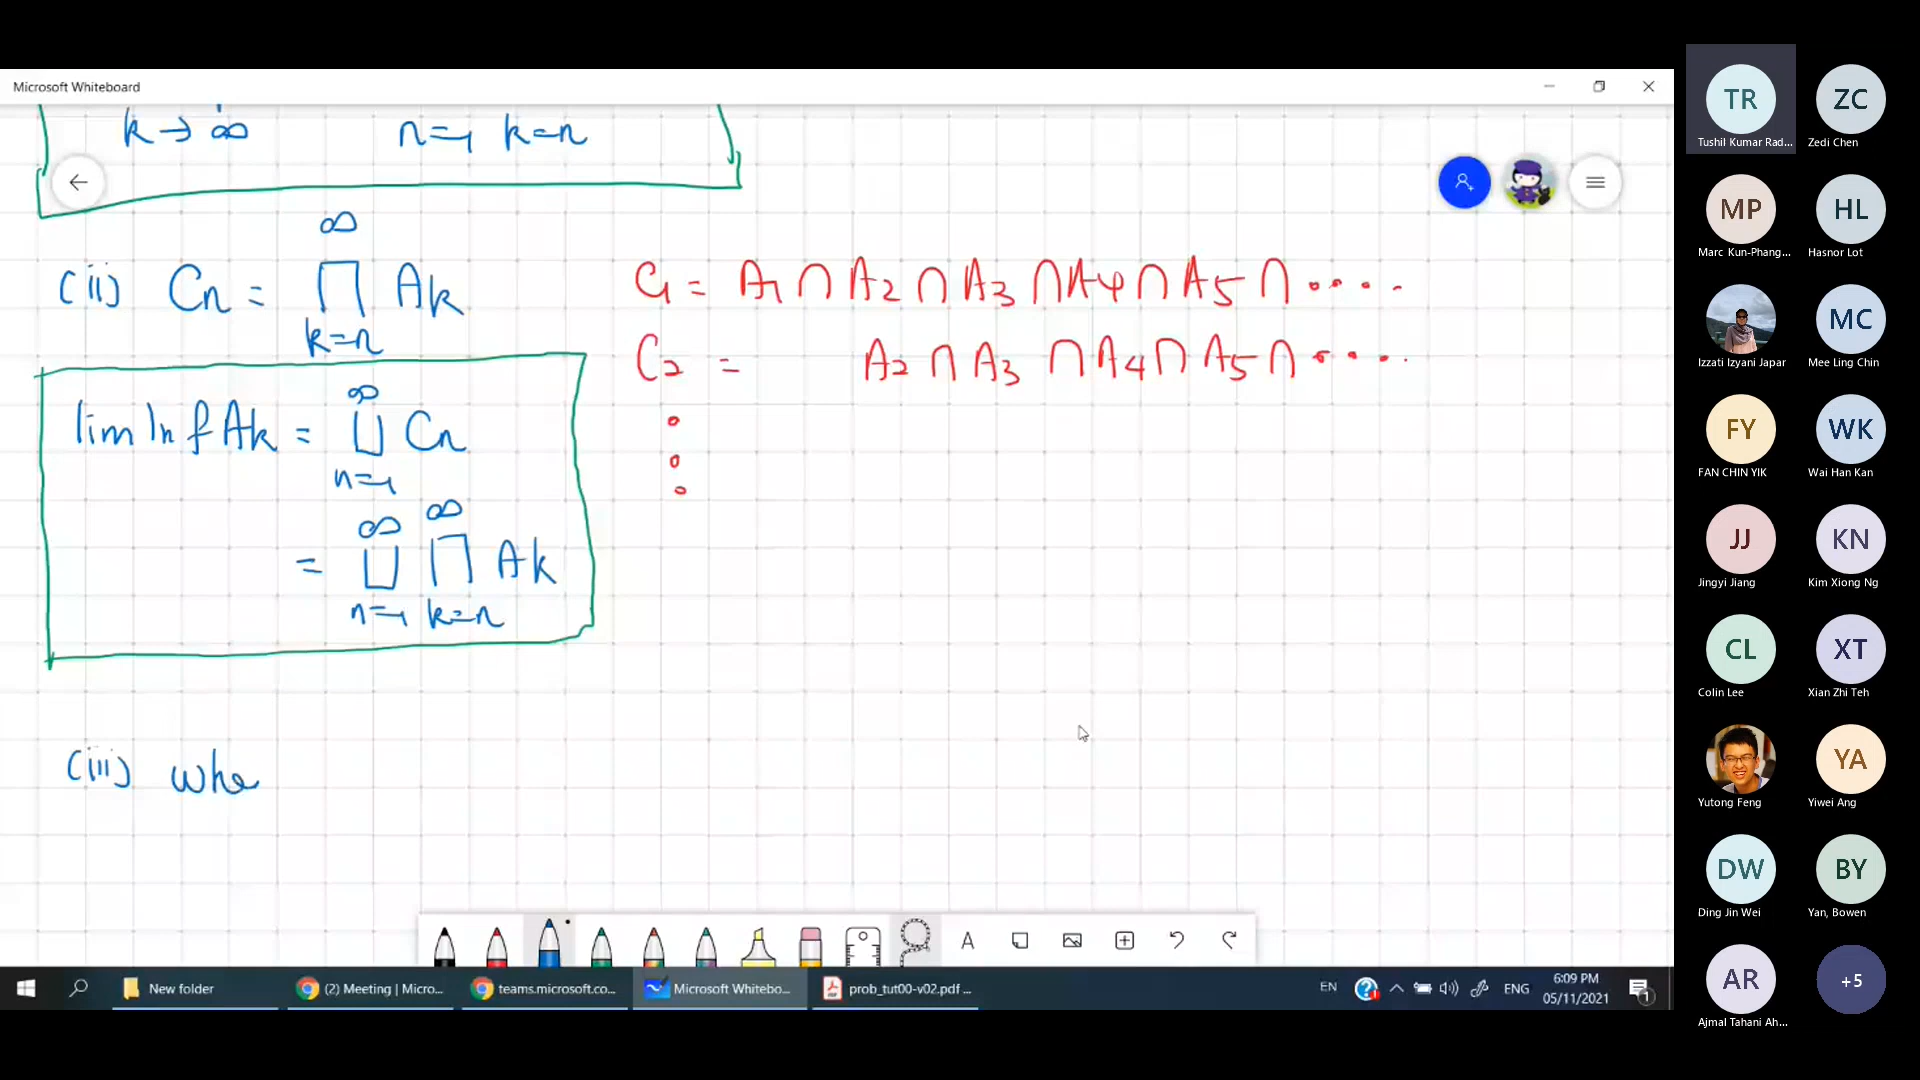 Microsoft Whiteboard
k → ∞ n=1 k=n
∞
(ii) Cn = ∏ Ak
k=n
C1 = A1 ∩ A2 ∩ A3 ∩ A4 ∩ A5 ∩ ....
C2 = A2 ∩ A3 ∩ A4 ∩ A5 ∩ ....
∞
lim Inf Ak = ⊔ Cn
n=1
∞ ∞
= ⊔ ∏ Ak
n=1 k=n
(iii) whe
TR ZC
Tushil Kumar Rad... Zedi Chen
MP HL
Marc Kun-Phang... Hasnor Lot
MC
Izzati Izyani Japar Mee Ling Chin
FY WK
FAN CHIN YIK Wai Han Kan
JJ KN
Jingyi Jiang Kim Xiong Ng
CL XT
Colin Lee Xian Zhi Teh
YA
Yutong Feng Yiwei Ang
DW BY
Ding Jin Wei Yan, Bowen
AR +5
Ajmal Tahani Ah...
A
New folder (2) Meeting | Micro... teams.microsoft.co... Microsoft Whitebo... prob_tut00-v02.pdf ...
EN ENG 6:09 PM
05/11/2021
1